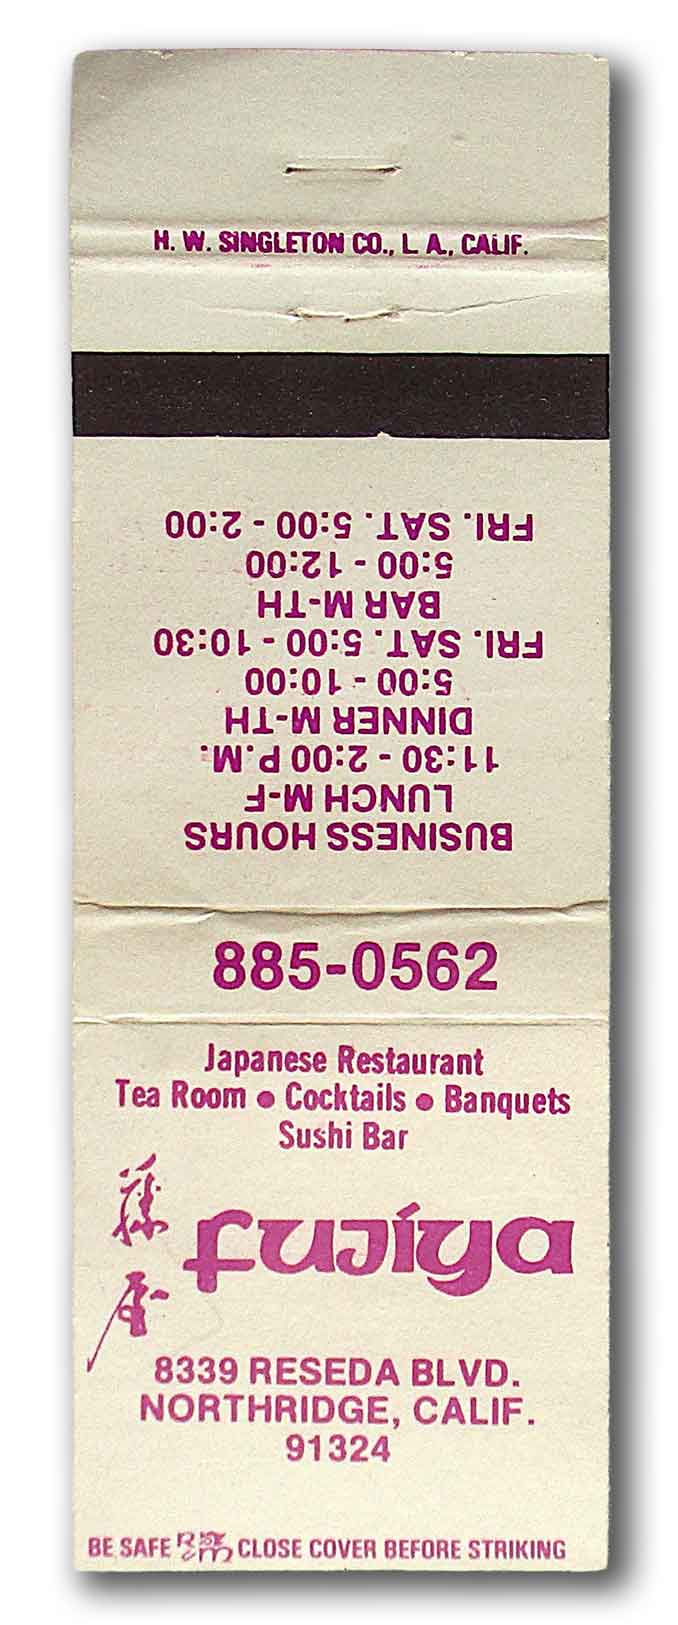 H. W. SINGLETON CO., L. A., CALIF.
BUSINESS HOURS
LUNCH M-F
11:30 - 2:00 P.M.
DINNER M-TH
5:00 - 10:00
FRI. SAT. 5:00 - 10:30
BAR M-TH
5:00 - 12:00
FRI. SAT. 5:00 - 2:00
885-0562
Japanese Restaurant
Tea Room ● Cocktails ● Banquets
Sushi Bar
藤屋
fujiya
8339 RESEDA BLVD.
NORTHRIDGE, CALIF.
91324
BE SAFE CLOSE COVER BEFORE STRIKING